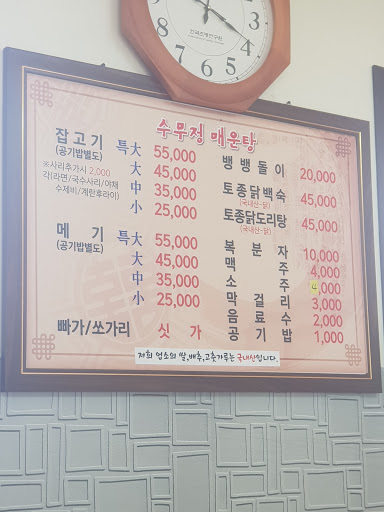 수무정 매운탕
잡고기 특大 55,000
(공기밥별도) 大 45,000
※사리추가시 2,000
각(라면/국수사리/야채 中 35,000
수제비/계란후라이) 小 25,000
메기 특大 55,000
(공기밥별도) 大 45,000
中 35,000
小 25,000
빠가/쏘가리 싯가
뱅뱅돌이 20,000
토종닭백숙 45,000
(국내산-닭)
토종닭도리탕 45,000
(국내산-닭)
복분자 10,000
맥주 4,000
소주 4,000
막걸리 3,000
음료수 2,000
공기밥 1,000
저희 업소의 쌀,배추,고춘가루는 국내산입니다.